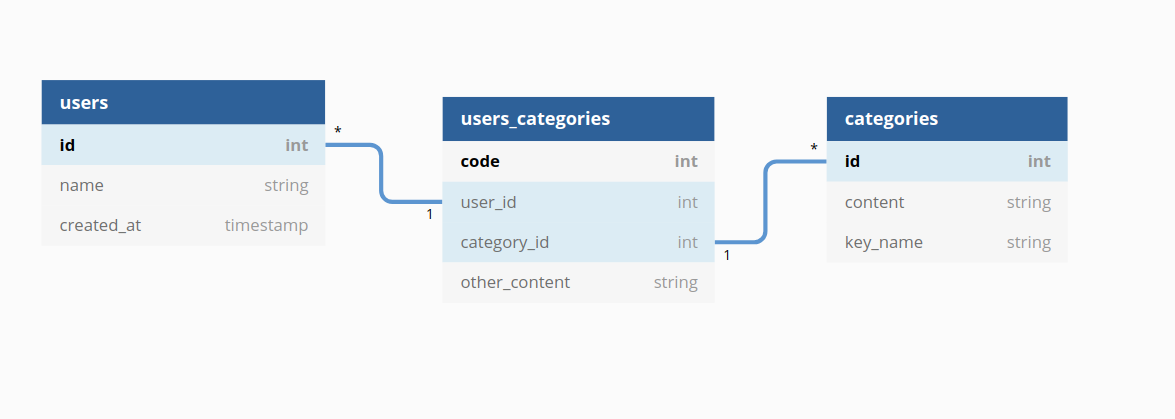 users
id int
name string
created_at timestamp
*
1
users_categories
code int
user_id int
category_id int
other_content string
1
*
categories
id int
content string
key_name string